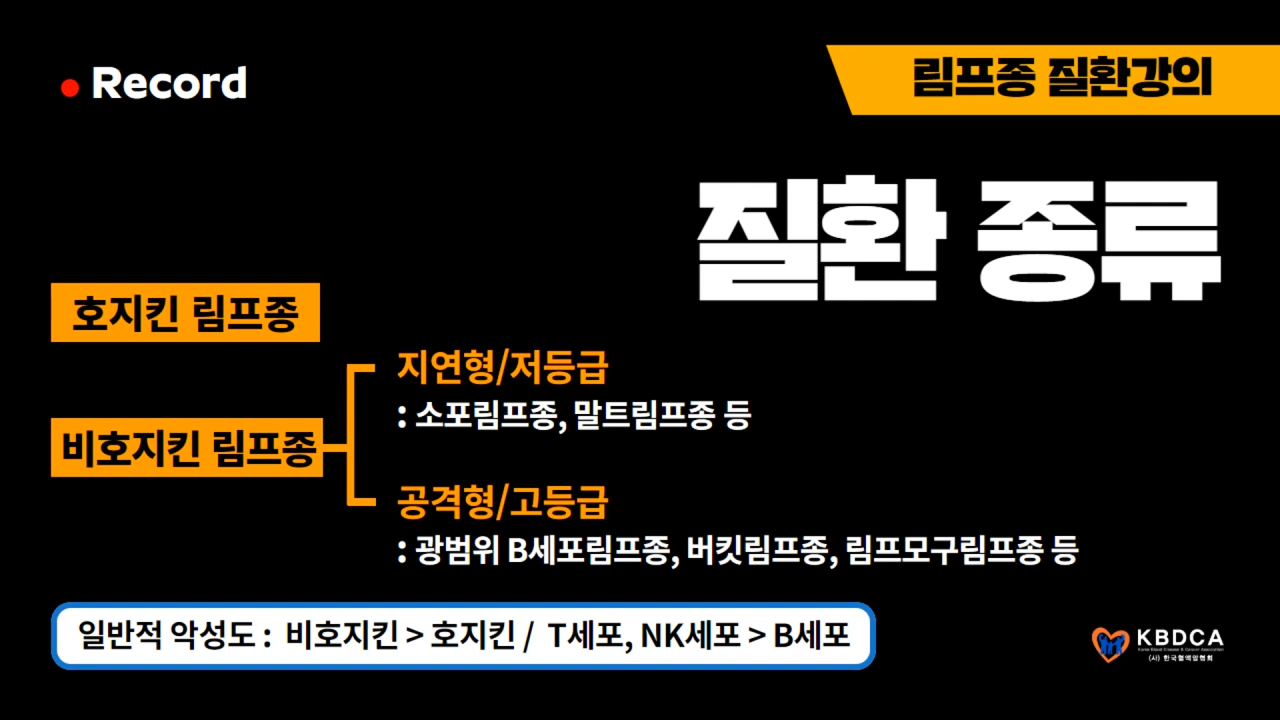 Record
림프종 질환강의
질환 종류
호지킨 림프종
비호지킨 림프종
지연형/저등급
: 소포림프종, 말트림프종 등
공격형/고등급
: 광범위 B세포림프종, 버킷림프종, 림프모구림프종 등
일반적 악성도 : 비호지킨 > 호지킨 / T세포, NK세포 > B세포
KBDCA
Korea Blood Disease & Cancer Association
(사) 한국혈액암협회